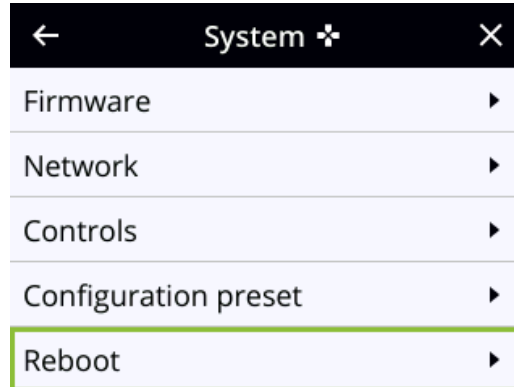 System
Firmware
Network
Controls
Configuration preset
Reboot